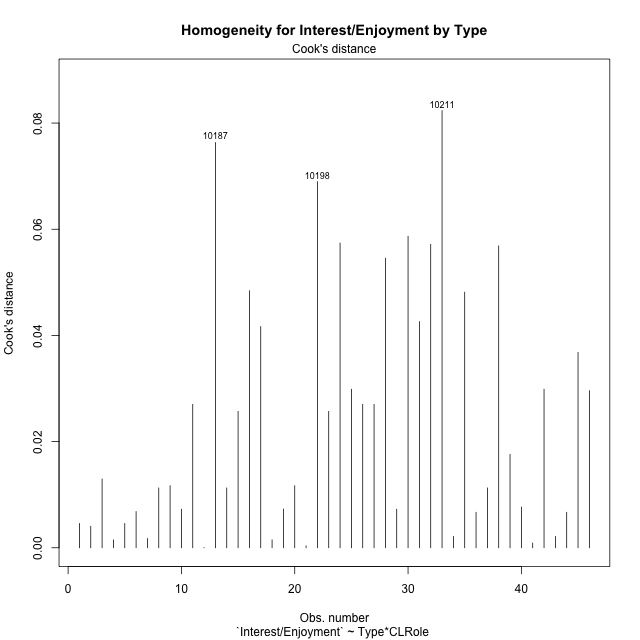 Homogeneity for Interest/Enjoyment by Type
Cook's distance
10211
10187
10198
0.08
0.06
0.04
0.02
0.00
Cook's distance
0 10 20 30 40
Obs. number
`Interest/Enjoyment` ~ Type*CLRole